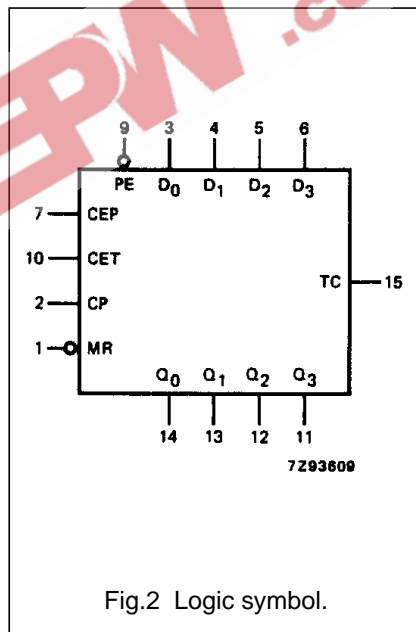 EPW .c
9 3 4 5 6
PE D0 D1 D2 D3
7 CEP
10 CET
TC 15
2 CP
1 MR
Q0 Q1 Q2 Q3
14 13 12 11
7Z93609
Fig.2 Logic symbol.